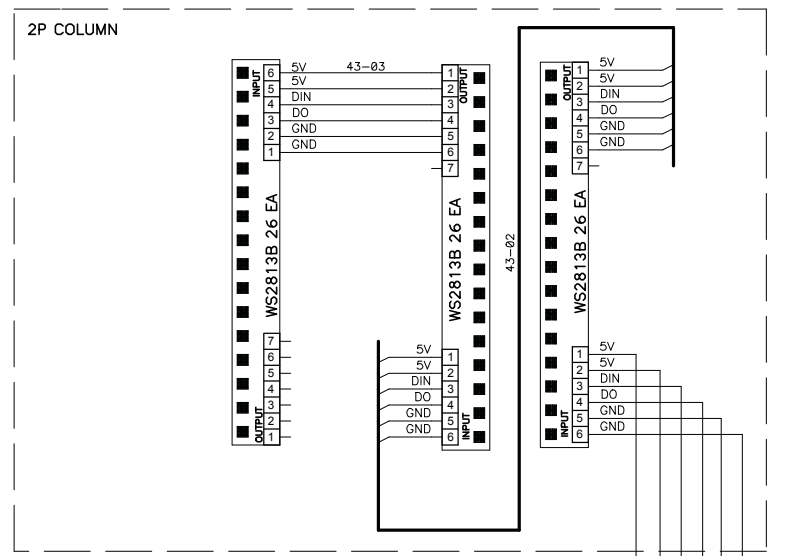 2P COLUMN
INPUT
6 5V
5 5V
4 DIN
3 DO
2 GND
1 GND
43-03
WS2813B 26 EA
7
6
5
4
3
2
1
OUTPUT
OUTPUT
1
2
3
4
5
6
7
WS2813B 26 EA
5V 1
5V 2
DIN 3
DO 4
GND 5
GND 6
INPUT
43-02
OUTPUT
1 5V
2 5V
3 DIN
4 DO
5 GND
6 GND
7
WS2813B 26 EA
1 5V
2 5V
3 DIN
4 DO
5 GND
6 GND
INPUT